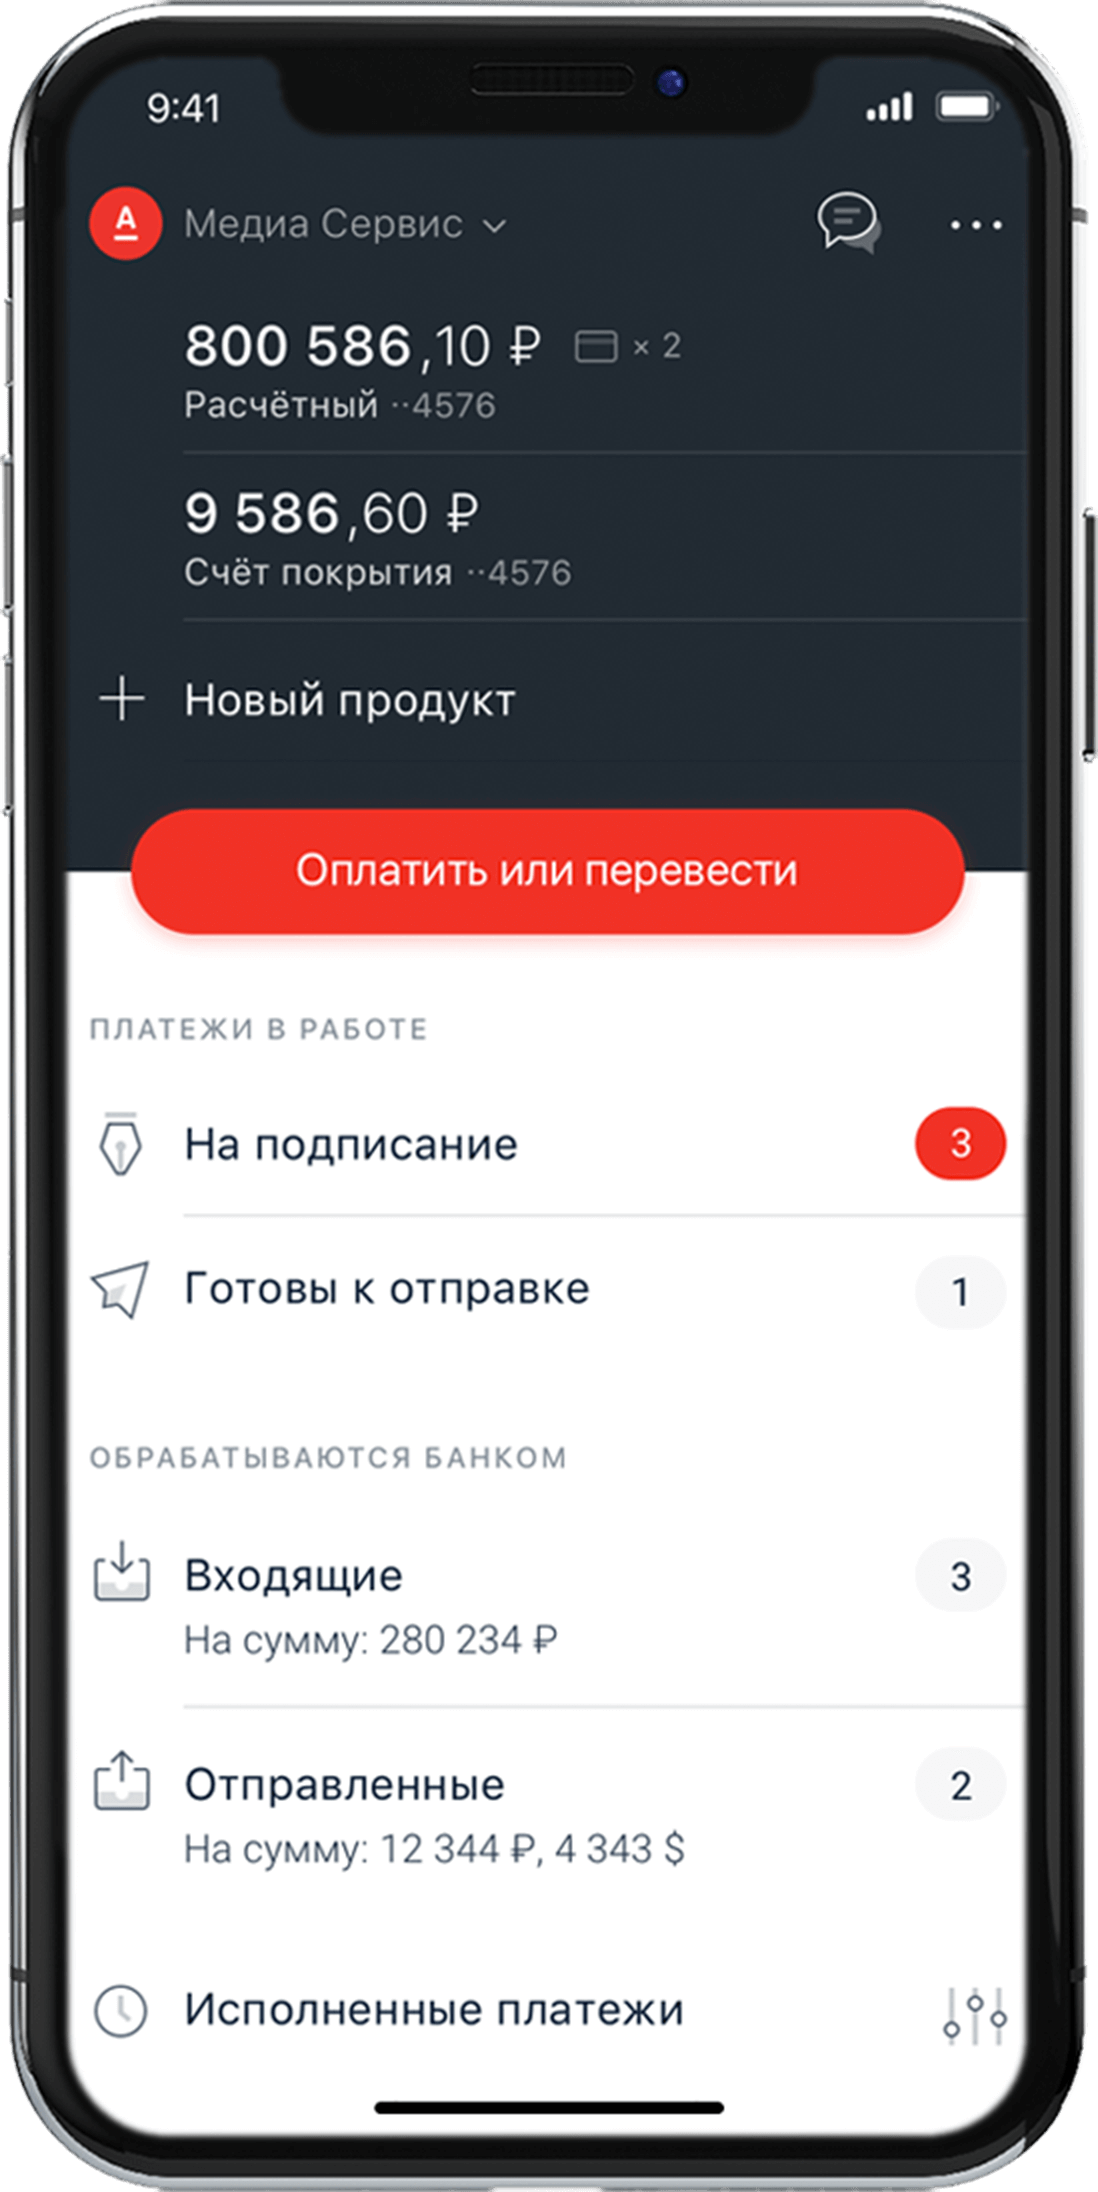 9:41
А Медиа Сервис
800 586,10 ₽ × 2
Расчётный ··4576
9 586,60 ₽
Счёт покрытия ··4576
Новый продукт
Оплатить или перевести
ПЛАТЕЖИ В РАБОТЕ
На подписание 3
Готовы к отправке 1
ОБРАБАТЫВАЮТСЯ БАНКОМ
Входящие 3
На сумму: 280 234 ₽
Отправленные 2
На сумму: 12 344 ₽, 4 343 $
Исполненные платежи